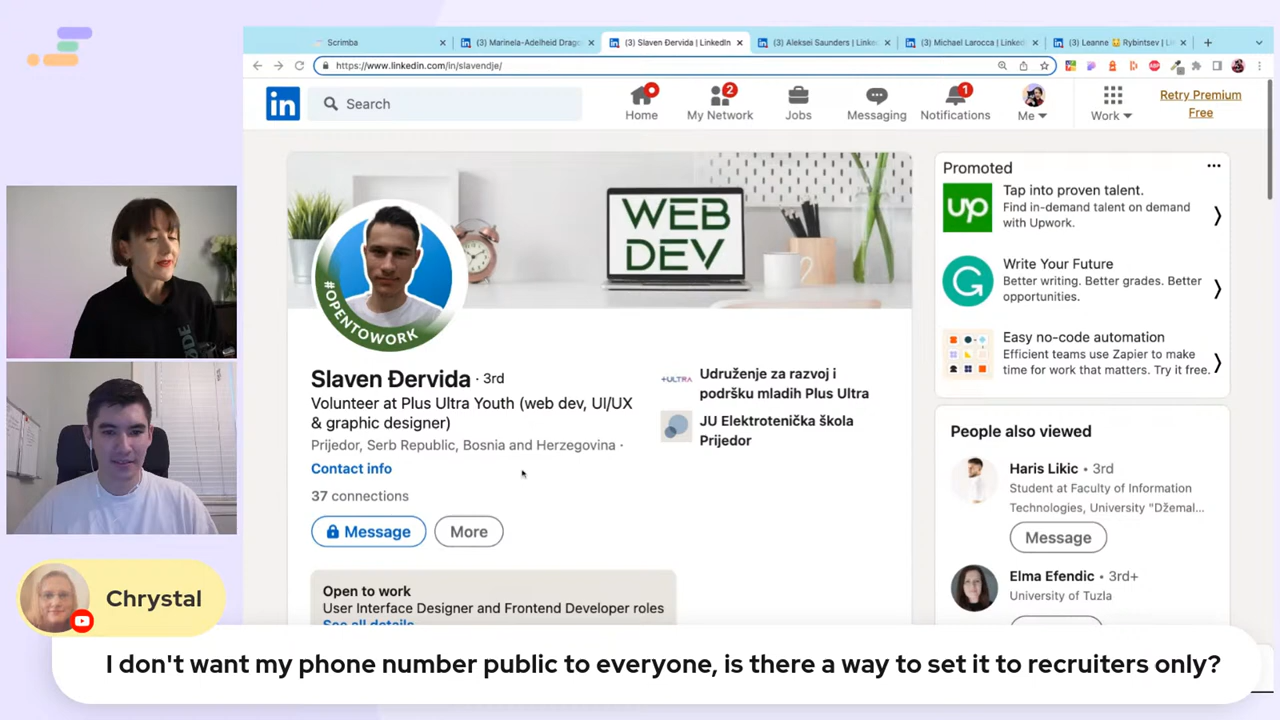 Scrimba
(3) Marinela-Adelheid Drago
(3) Slaven Đervida | LinkedIn
(3) Aleksei Saunders | Linke
(3) Michael Larocca | Linked
(3) Leanne 🐱 Rybintsev | Lin
https://www.linkedin.com/in/slavendje/
in
Search
Home
2
My Network
Jobs
Messaging
1
Notifications
Me
Work
Retry Premium
Free
WEB
DEV
#OPENTOWORK
Slaven Đervida · 3rd
Volunteer at Plus Ultra Youth (web dev, UI/UX
& graphic designer)
Prijedor, Serb Republic, Bosnia and Herzegovina ·
Contact info
37 connections
Message
More
+ULTRA
Udruženje za razvoj i
podršku mladih Plus Ultra
JU Elektrotenička škola
Prijedor
Open to work
User Interface Designer and Frontend Developer roles
See all details
Promoted
up
Tap into proven talent.
Find in-demand talent on demand
with Upwork.
Write Your Future
Better writing. Better grades. Better
opportunities.
Easy no-code automation
Efficient teams use Zapier to make
time for work that matters. Try it free.
People also viewed
Haris Likic • 3rd
Student at Faculty of Information
Technologies, University "Džemal...
Message
Elma Efendic • 3rd+
University of Tuzla
Chrystal
I don't want my phone number public to everyone, is there a way to set it to recruiters only?